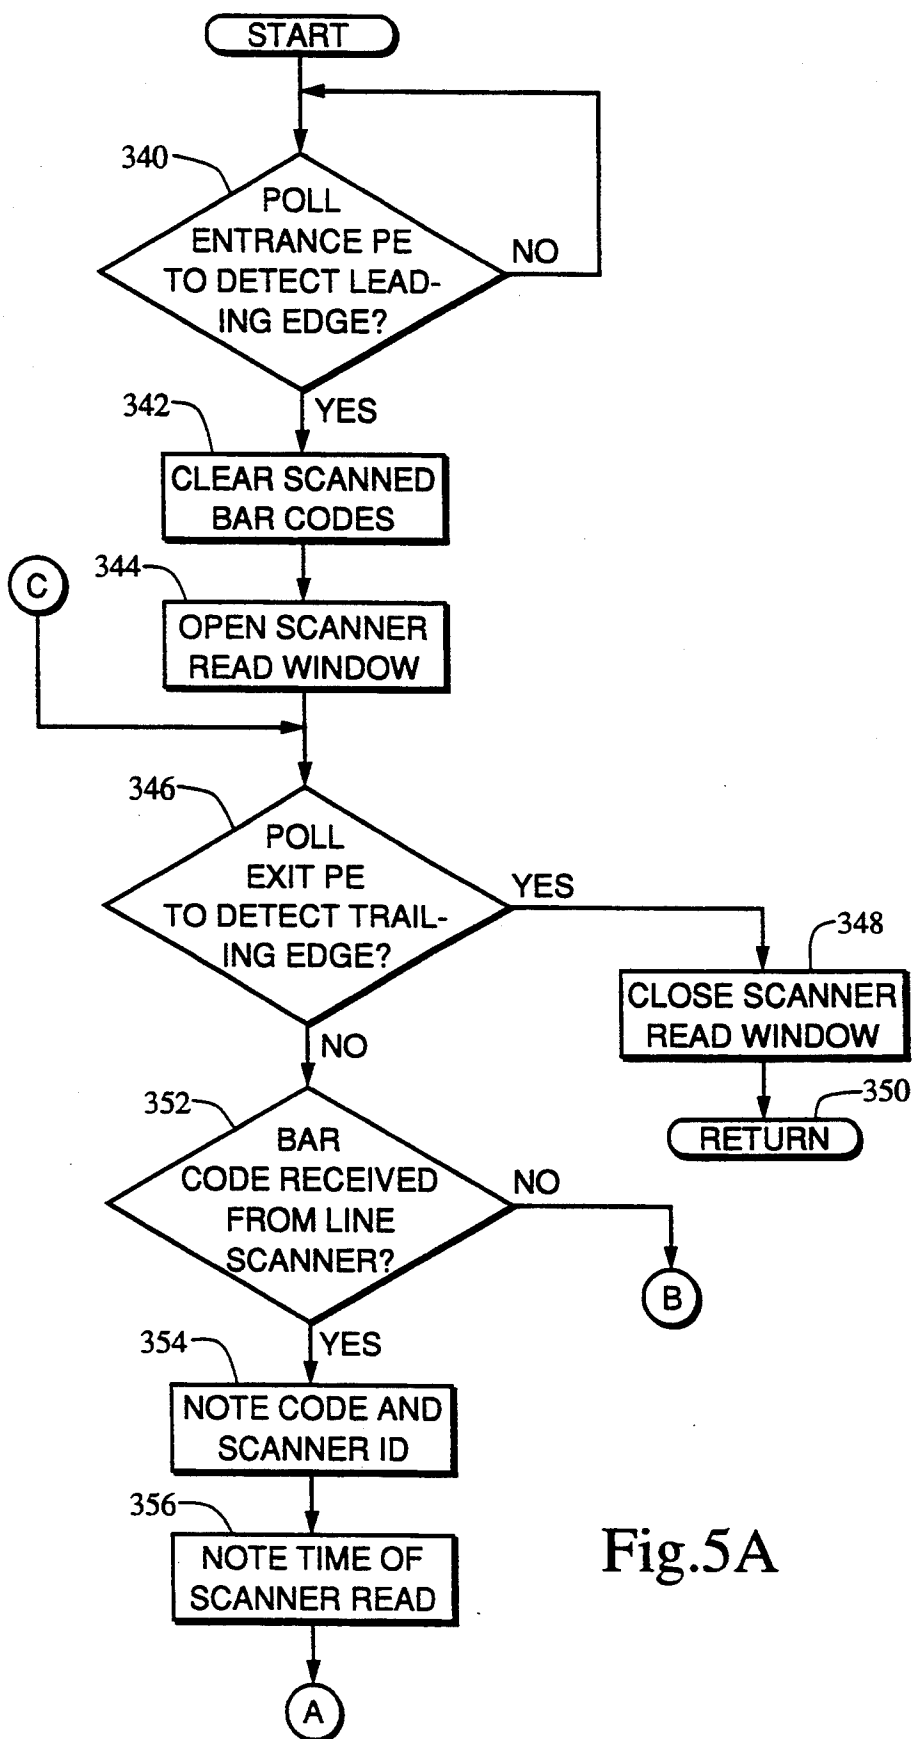 START
340
POLL
ENTRANCE PE
TO DETECT LEAD-
ING EDGE?
NO
YES
342
CLEAR SCANNED
BAR CODES
C
344
OPEN SCANNER
READ WINDOW
346
POLL
EXIT PE
TO DETECT TRAIL-
ING EDGE?
YES
348
CLOSE SCANNER
READ WINDOW
NO
350
RETURN
352
BAR
CODE RECEIVED
FROM LINE
SCANNER?
NO
B
YES
354
NOTE CODE AND
SCANNER ID
356
NOTE TIME OF
SCANNER READ
Fig.5A
A